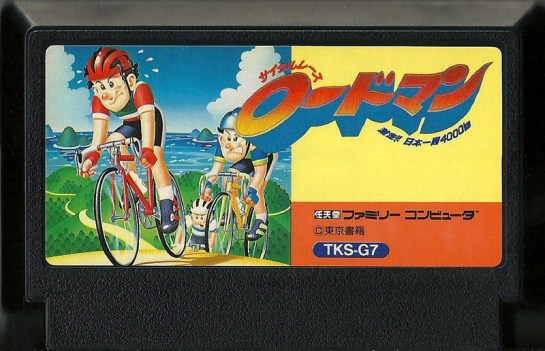 サイクルレース
ロードマン
激走!! 日本一周4000km
任天堂 ファミリー コンピュータ™
©東京書籍
TKS-G7